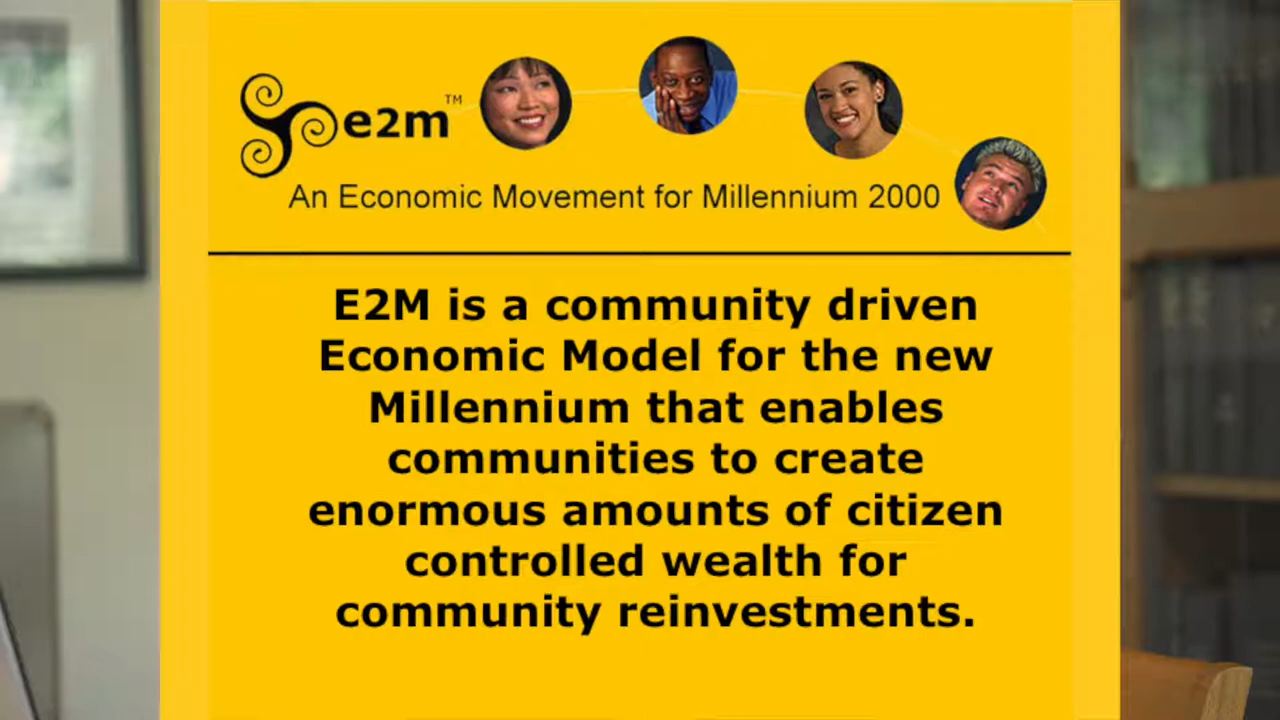 e2m™
An Economic Movement for Millennium 2000
E2M is a community driven
Economic Model for the new
Millennium that enables
communities to create
enormous amounts of citizen
controlled wealth for
community reinvestments.